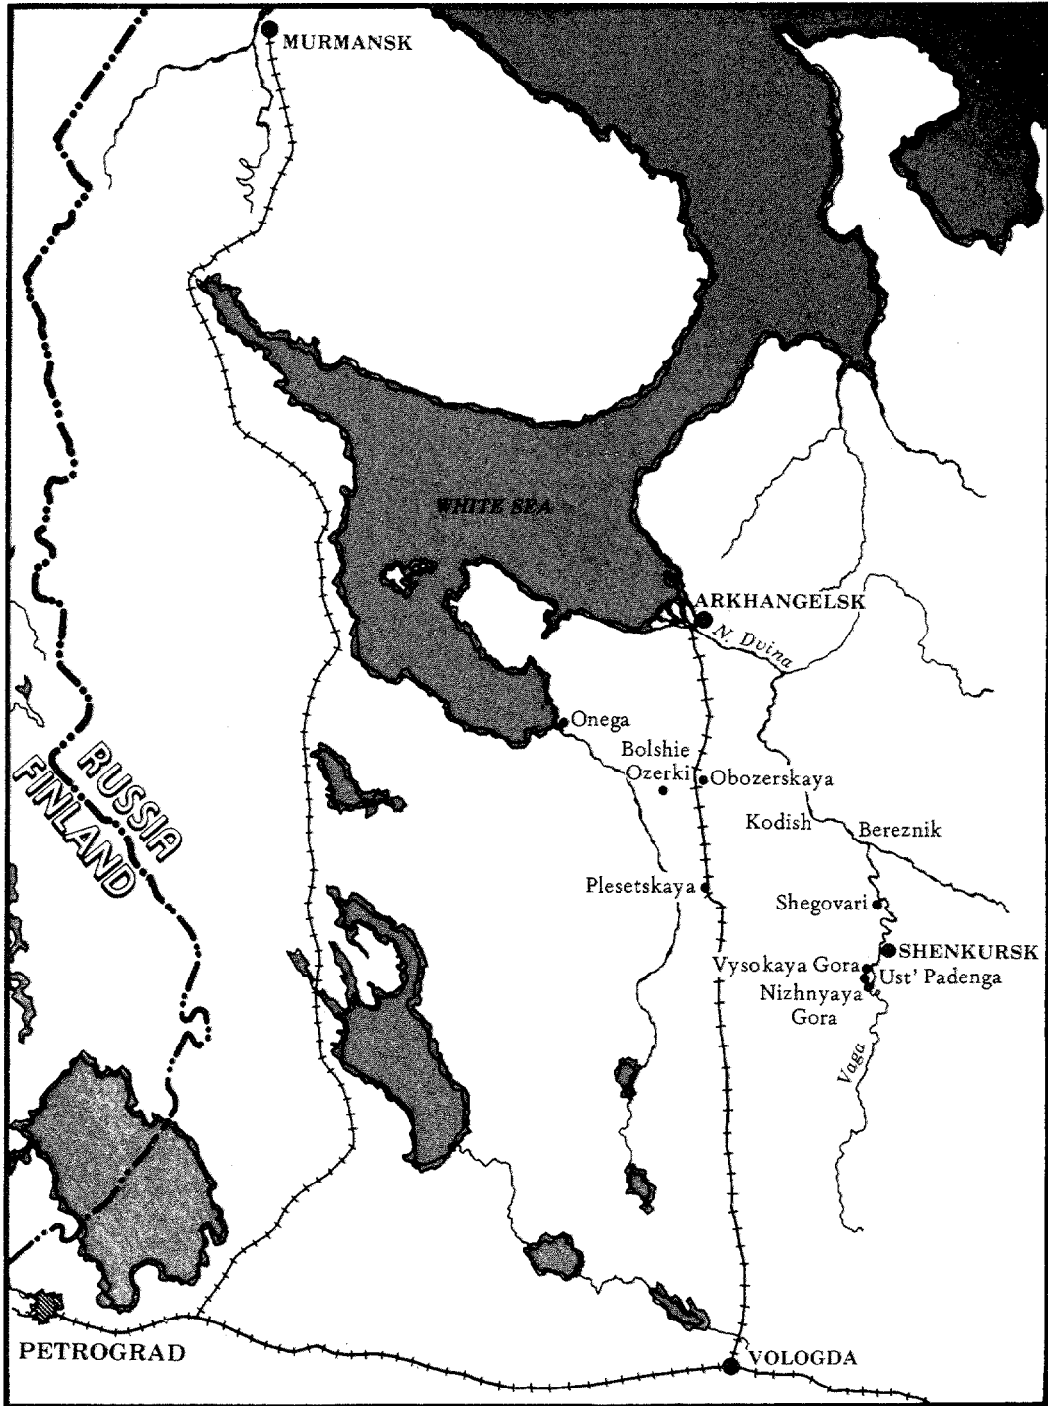 MURMANSK
WHITE SEA
ARKHANGELSK
N. Dvina
Onega
Bolshie
Ozerki
Obozerskaya
RUSSIA
FINLAND
Kodish
Bereznik
Plesetskaya
Shegovari
SHENKURSK
Vysokaya Gora
Ust' Padenga
Nizhnyaya
Gora
Vaga
PETROGRAD
VOLOGDA